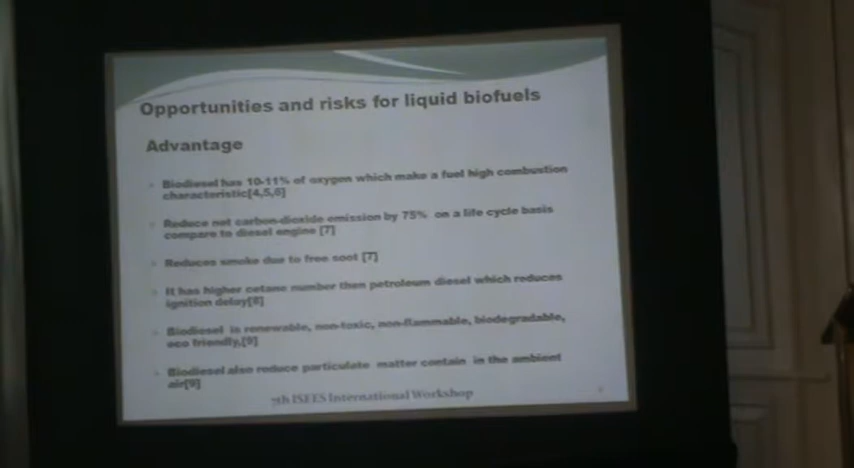 Opportunities and risks for liquid biofuels
Advantage
Biodiesel has 10-11% of oxygen which make a fuel high combustion
characteristic[4,5,6]
Reduce net carbon-dioxide emission by 75% on a life cycle basis
compare to diesel engine [7]
Reduces smoke due to free soot [7]
It has higher cetane number then petroleum diesel which reduces
ignition delay[8]
Biodiesel is renewable, non-toxic, non-flammable, biodegradable,
eco friendly,[9]
Biodiesel also reduce particulate matter contain in the ambient
air[9]
7th ISEES International Workshop